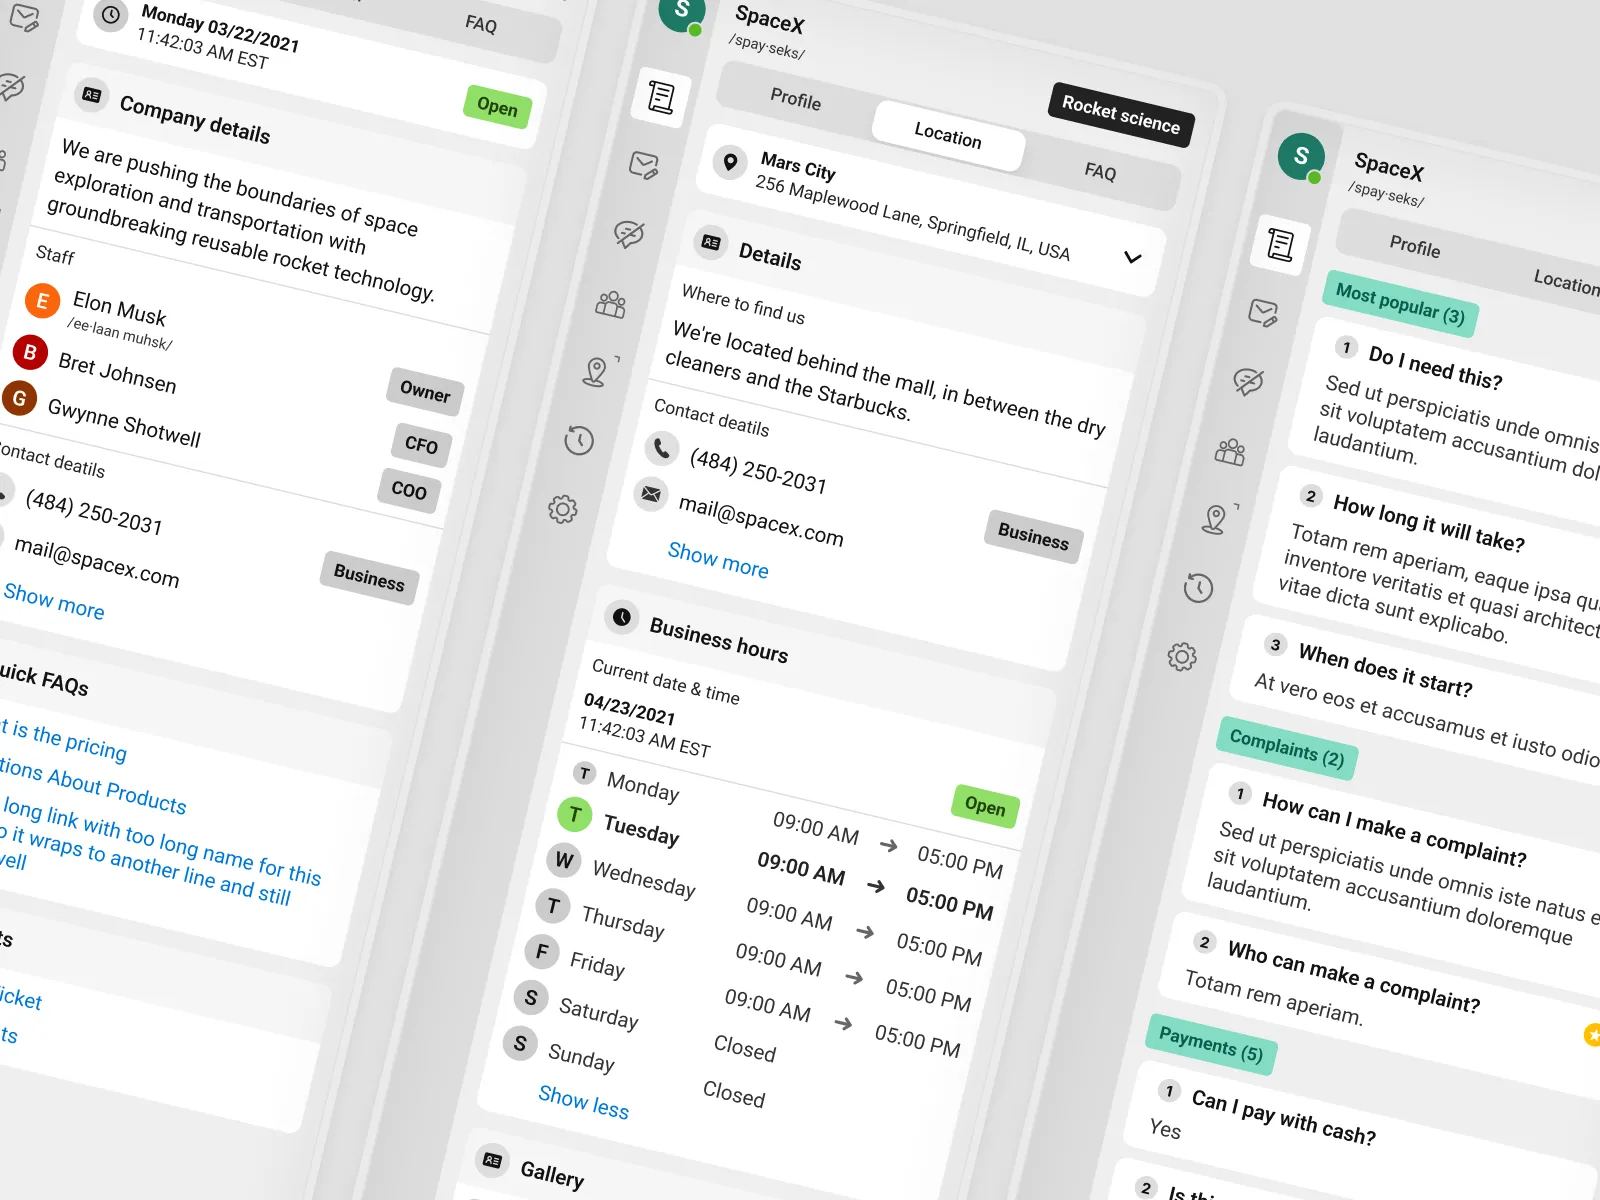 FAQ
Monday 03/22/2021
11:42:03 AM EST
Open
Company details
We are pushing the boundaries of space
exploration and transportation with
groundbreaking reusable rocket technology.
Staff
E
Elon Musk
/ee·laan muhsk/
Owner
B
Bret Johnsen
CFO
G
Gwynne Shotwell
COO
ontact deatils
(484) 250-2031
mail@spacex.com
Business
Show more
uick FAQs
t is the pricing
tions About Products
long link with too long name for this
o it wraps to another line and still
ell
ts
icket
ts
S
SpaceX
/spay·seks/
Rocket science
Profile
Location
FAQ
Mars City
256 Maplewood Lane, Springfield, IL, USA
Details
Where to find us
We're located behind the mall, in between the dry
cleaners and the Starbucks.
Contact deatils
(484) 250-2031
mail@spacex.com
Business
Show more
Business hours
Current date & time
04/23/2021
11:42:03 AM EST
Open
T Monday 09:00 AM → 05:00 PM
T Tuesday 09:00 AM → 05:00 PM
W Wednesday 09:00 AM → 05:00 PM
T Thursday 09:00 AM → 05:00 PM
F Friday 09:00 AM → 05:00 PM
S Saturday Closed
S Sunday Closed
Show less
Gallery
S
SpaceX
/spay·seks/
Profile
Location
Most popular (3)
1 Do I need this?
Sed ut perspiciatis unde omnis
sit voluptatem accusantium dol
laudantium.
2 How long it will take?
Totam rem aperiam, eaque ipsa qu
inventore veritatis et quasi architect
vitae dicta sunt explicabo.
3 When does it start?
At vero eos et accusamus et iusto odio
Complaints (2)
1 How can I make a complaint?
Sed ut perspiciatis unde omnis iste natus e
sit voluptatem accusantium doloremque
laudantium.
2 Who can make a complaint?
Totam rem aperiam.
Payments (5)
1 Can I pay with cash?
Yes
2 Is thi